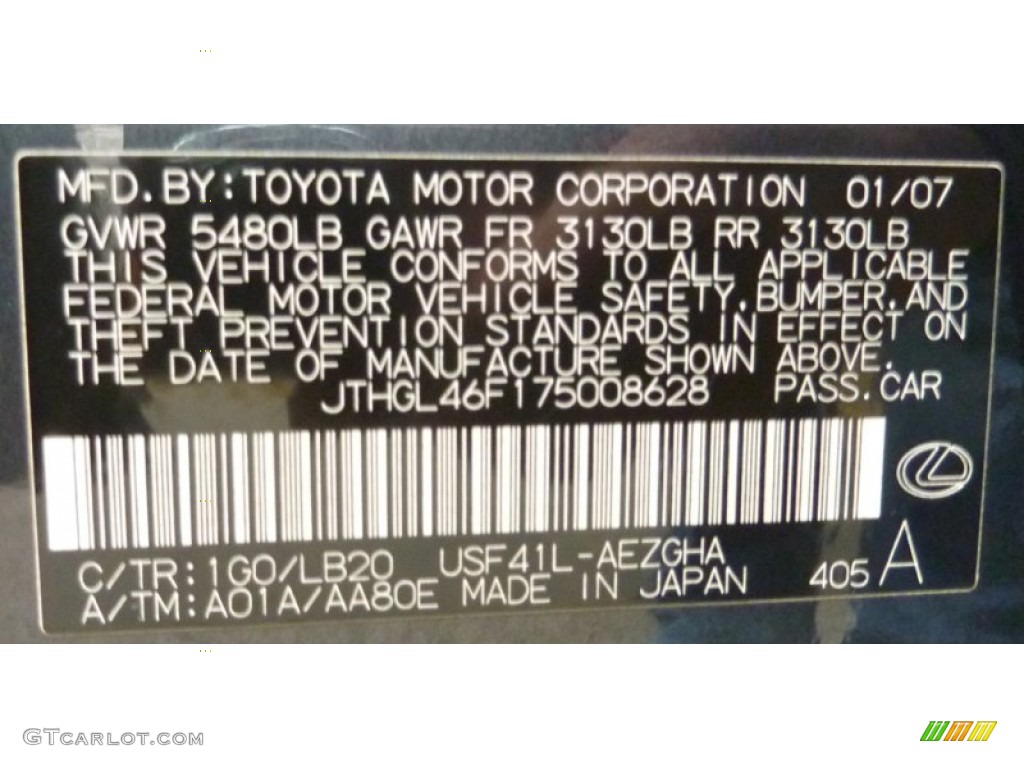 MFD.BY:TOYOTA MOTOR CORPORATION 01/07
GVWR 5480LB GAWR FR 3130LB RR 3130LB
THIS VEHICLE CONFORMS TO ALL APPLICABLE
FEDERAL MOTOR VEHICLE SAFETY,BUMPER,AND
THEFT PREVENTION STANDARDS IN EFFECT ON
THE DATE OF MANUFACTURE SHOWN ABOVE.
JTHGL46F175008628 PASS.CAR
C/TR:1G0/LB20 USF41L-AEZGHA
A/TM:A01A/AA80E MADE IN JAPAN 405 A
GTCARLOT.COM